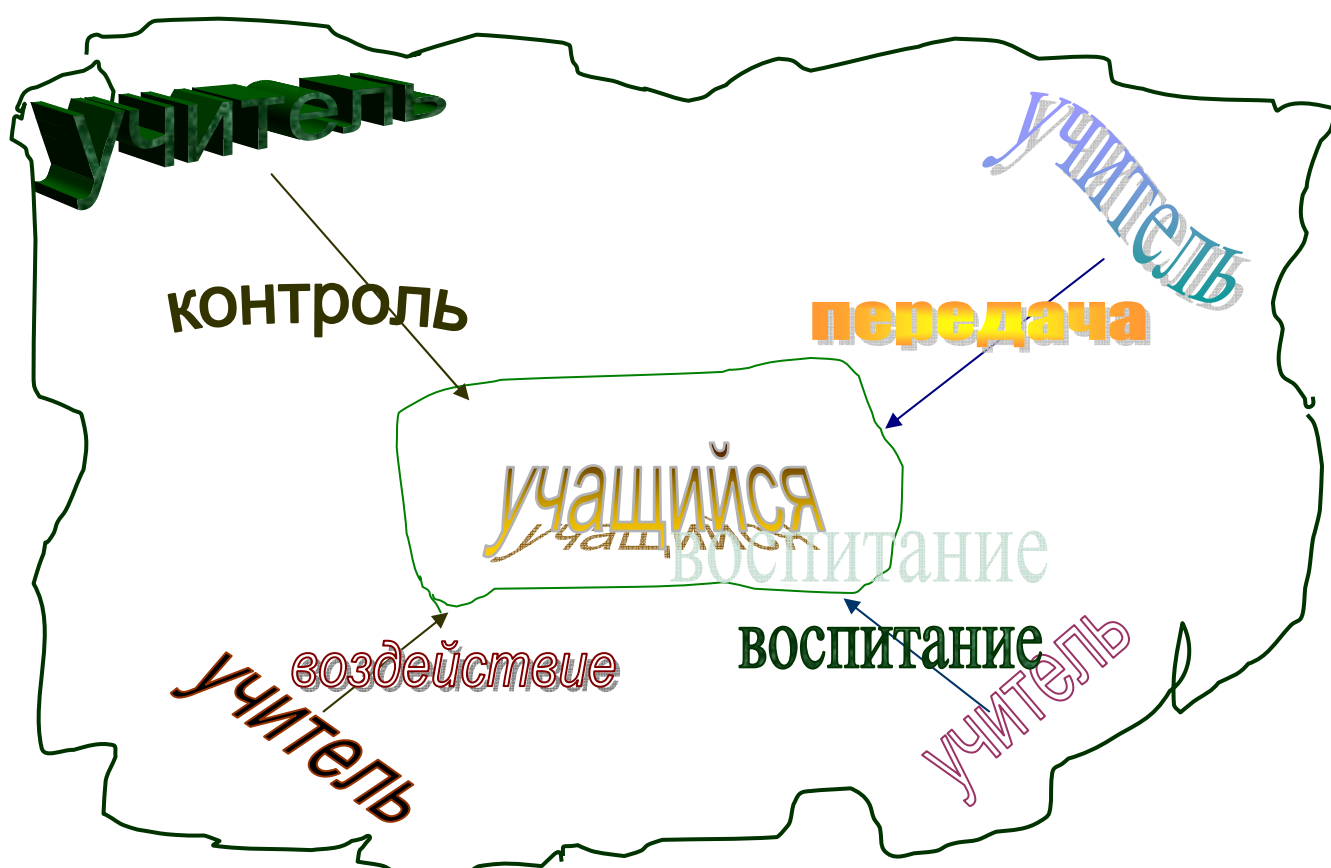 учитель
учитель
контроль
передача
учащийся
воспитание
воздействие
воспитание
учитель
учитель